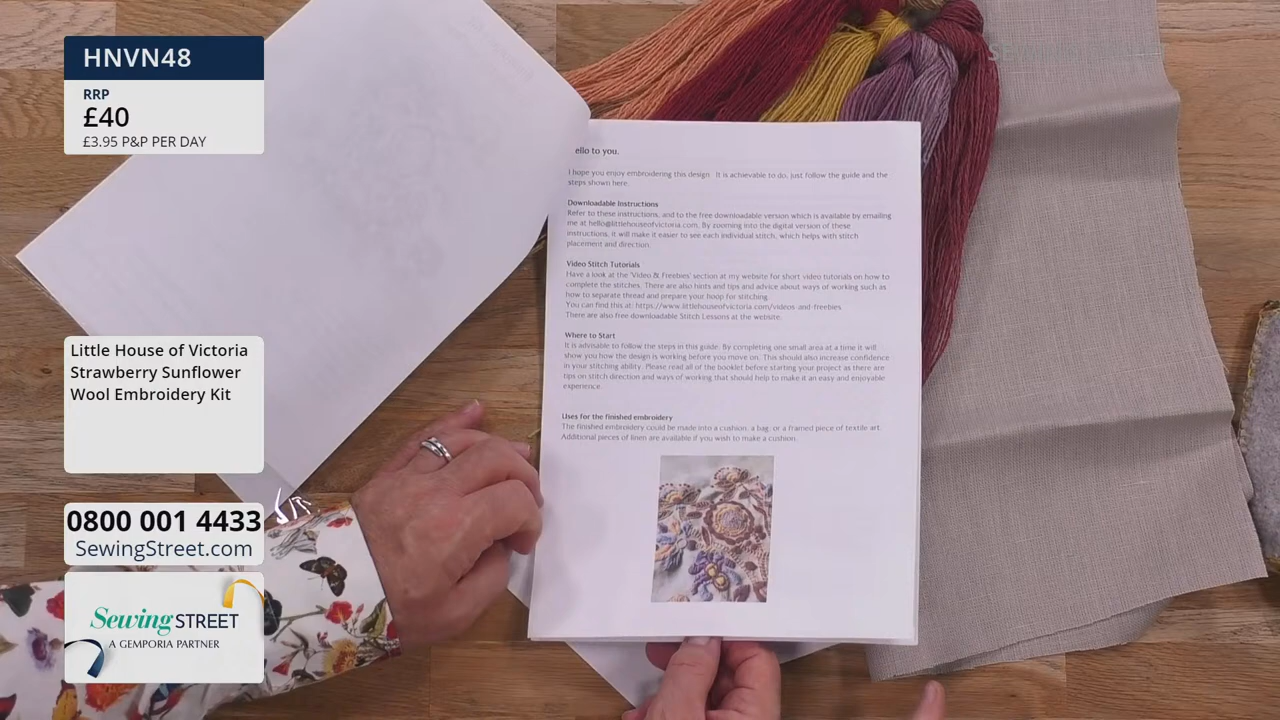 HNVN48
RRP
£40
£3.95 P&P PER DAY
Little House of Victoria
Strawberry Sunflower
Wool Embroidery Kit
0800 001 4433
SewingStreet.com
Sewing STREET
A GEMPORIA PARTNER
ello to you.
I hope you enjoy embroidering this design. It is achievable to do, just follow the guide and the
steps shown here.
Downloadable Instructions
Refer to these instructions, and to the free downloadable version which is available by emailing
me at hello@littlehouseofvictoria.com. By zooming into the digital version of these
instructions, it will make it easier to see each individual stitch, which helps with stitch
placement and direction.
Video Stitch Tutorials
Have a look at the 'Video & Freebies' section at my website for short video tutorials on how to
complete the stitches. There are also hints and tips and advice about ways of working such as
how to separate thread and prepare your hoop for stitching.
You can find this at: https://www.littlehouseofvictoria.com/videos-and-freebies
There are also free downloadable Stitch Lessons at the website.
Where to Start
It is advisable to follow the steps in this guide. By completing one small area at a time it will
show you how the design is working before you move on. This should also increase confidence
in your stitching ability. Please read all of the booklet before starting your project as there are
tips on stitch direction and ways of working that should help to make it an easy and enjoyable
experience.
Uses for the finished embroidery
The finished embroidery could be made into a cushion, a bag, or a framed piece of textile art.
Additional pieces of linen are available if you wish to make a cushion.